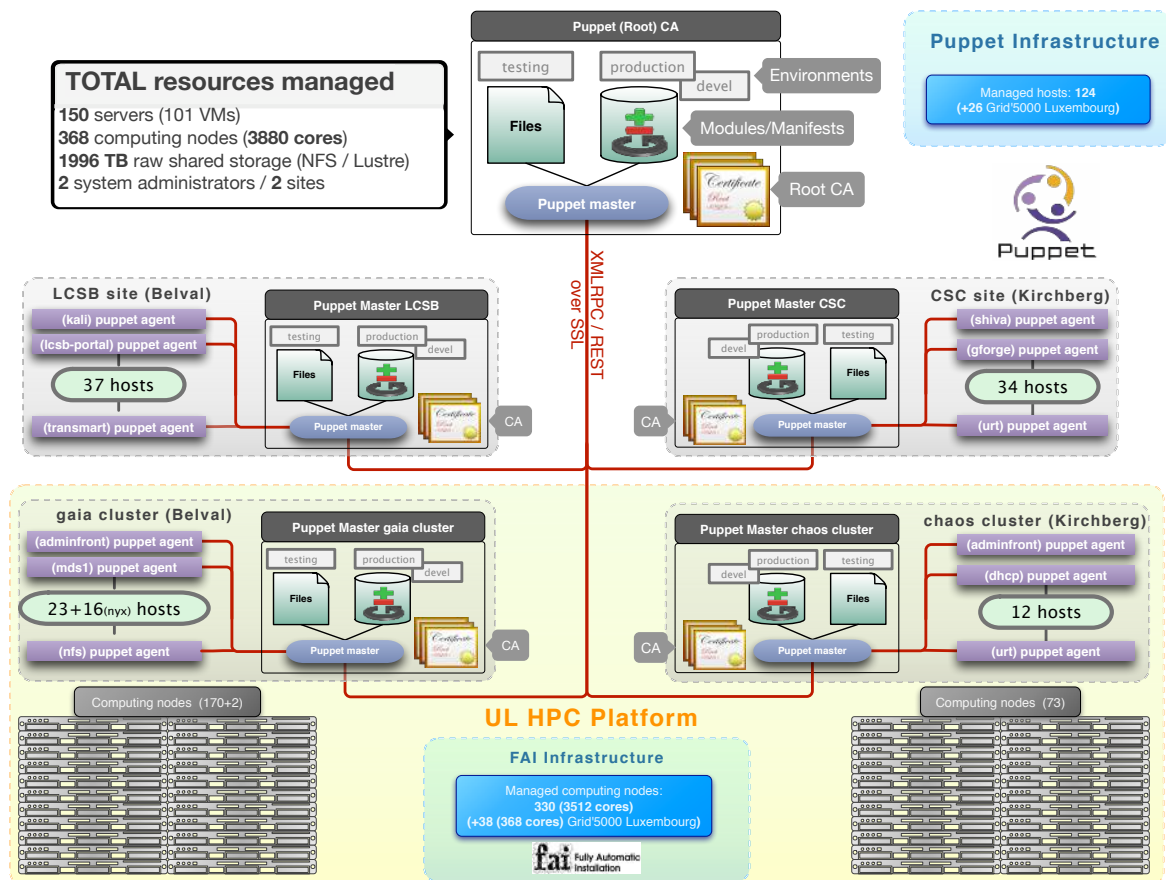 Puppet (Root) CA
testing
production
devel
Environments
Files
Modules/Manifests
Certificate
Root
Root CA
Puppet master
TOTAL resources managed
150 servers (101 VMs)
368 computing nodes (3880 cores)
1996 TB raw shared storage (NFS / Lustre)
2 system administrators / 2 sites
Puppet Infrastructure
Managed hosts: 124
(+26 Grid'5000 Luxembourg)
Puppet
XMLRPC / REST
over SSL
LCSB site (Belval)
(kali) puppet agent
(lcsb-portal) puppet agent
37 hosts
(transmart) puppet agent
Puppet Master LCSB
testing
production
devel
Files
Certificate
Puppet master
CA
Puppet Master CSC
production
testing
devel
Files
Certificate
Puppet master
CA
CSC site (Kirchberg)
(shiva) puppet agent
(gforge) puppet agent
34 hosts
(urt) puppet agent
gaia cluster (Belval)
(adminfront) puppet agent
(mds1) puppet agent
23+16(nyx) hosts
(nfs) puppet agent
Puppet Master gaia cluster
testing
production
devel
Files
Certificate
Puppet master
CA
Puppet Master chaos cluster
production
testing
devel
Files
Certificate
Puppet master
CA
chaos cluster (Kirchberg)
(adminfront) puppet agent
(dhcp) puppet agent
12 hosts
(urt) puppet agent
Computing nodes (170+2)
Computing nodes (73)
UL HPC Platform
FAI Infrastructure
Managed computing nodes:
330 (3512 cores)
(+38 (368 cores) Grid'5000 Luxembourg)
fai Fully Automatic
Installation